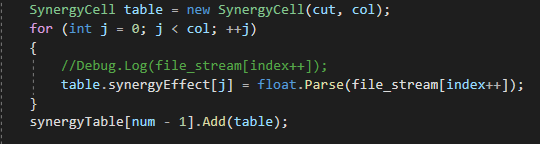 SynergyCell table = new SynergyCell(cut, col);
for (int j = 0; j < col; ++j)
{
//Debug.Log(file_stream[index++]);
table.synergyEffect[j] = float.Parse(file_stream[index++]);
}
synergyTable[num - 1].Add(table);